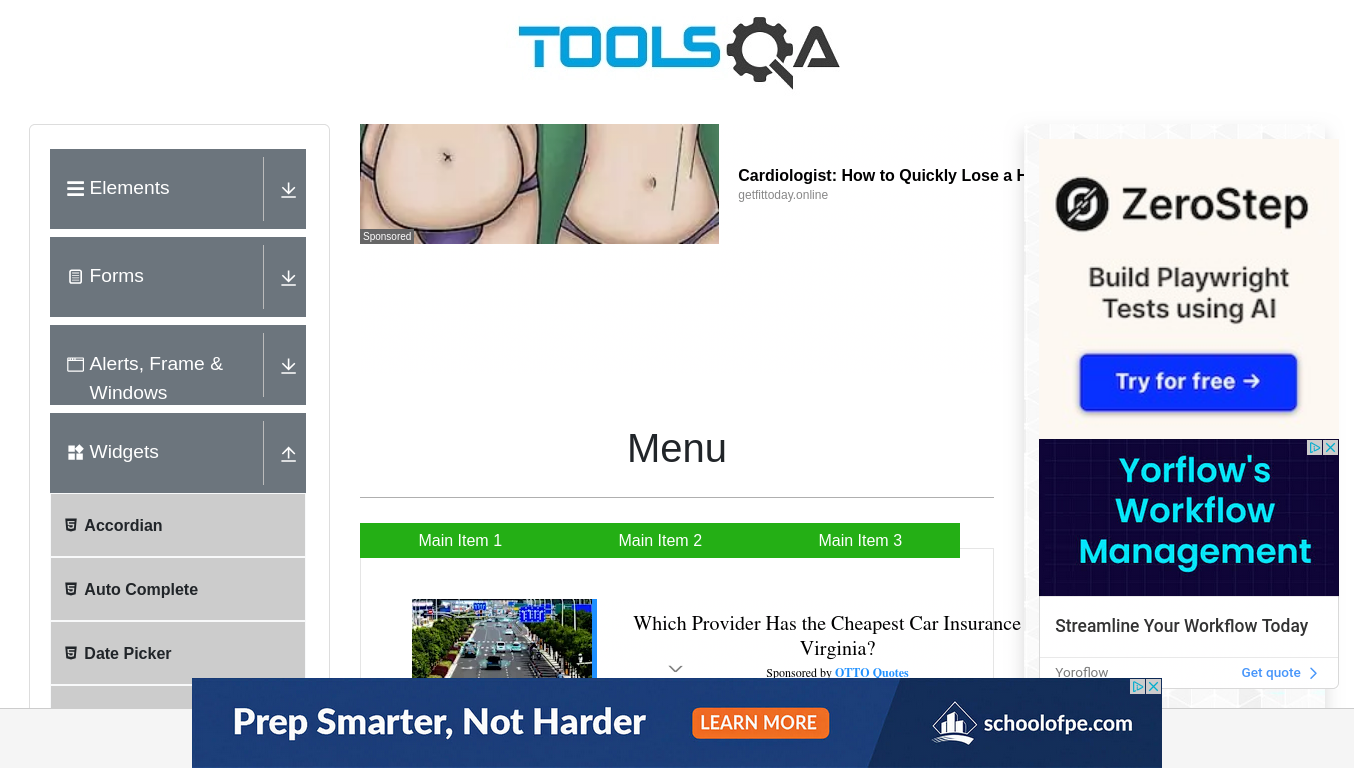 TOOLSQA
Elements
Forms
Alerts, Frame &
Windows
Widgets
Accordian
Auto Complete
Date Picker
Sponsored
Cardiologist: How to Quickly Lose a H
getfittoday.online
Menu
Main Item 1
Main Item 2
Main Item 3
Which Provider Has the Cheapest Car Insurance
Virginia?
Sponsored by OTTO Quotes
ZeroStep
Build Playwright
Tests using AI
Try for free →
Yorflow's
Workflow
Management
Streamline Your Workflow Today
Yoroflow
Get quote
Prep Smarter, Not Harder
LEARN MORE
schoolofpe.com